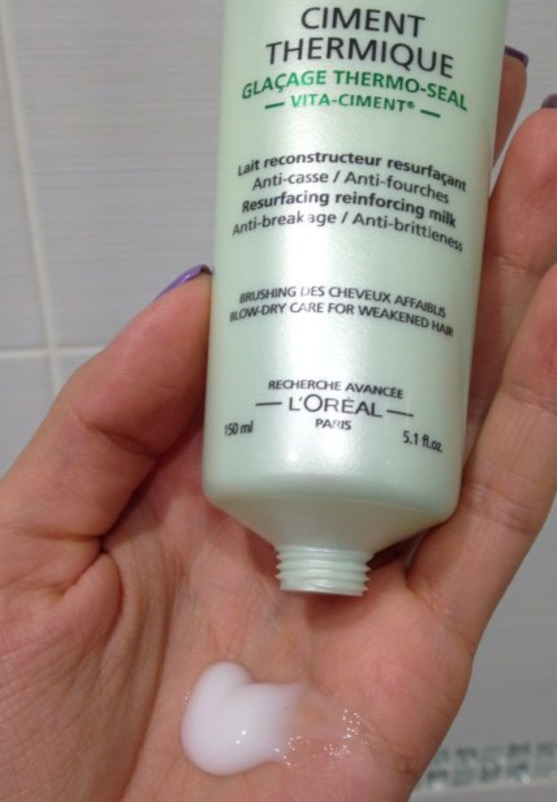 CIMENT
THERMIQUE
GLAÇAGE THERMO-SEAL
— VITA-CIMENT® —
Lait reconstructeur resurfaçant
Anti-casse / Anti-fourches
Resurfacing reinforcing milk
Anti-breakage / Anti-brittleness
BRUSHING DES CHEVEUX AFFAIBLIS
BLOW-DRY CARE FOR WEAKENED HAIR
RECHERCHE AVANCÉE
— L'ORÉAL —
PARIS
150 ml 5.1 fl.oz.